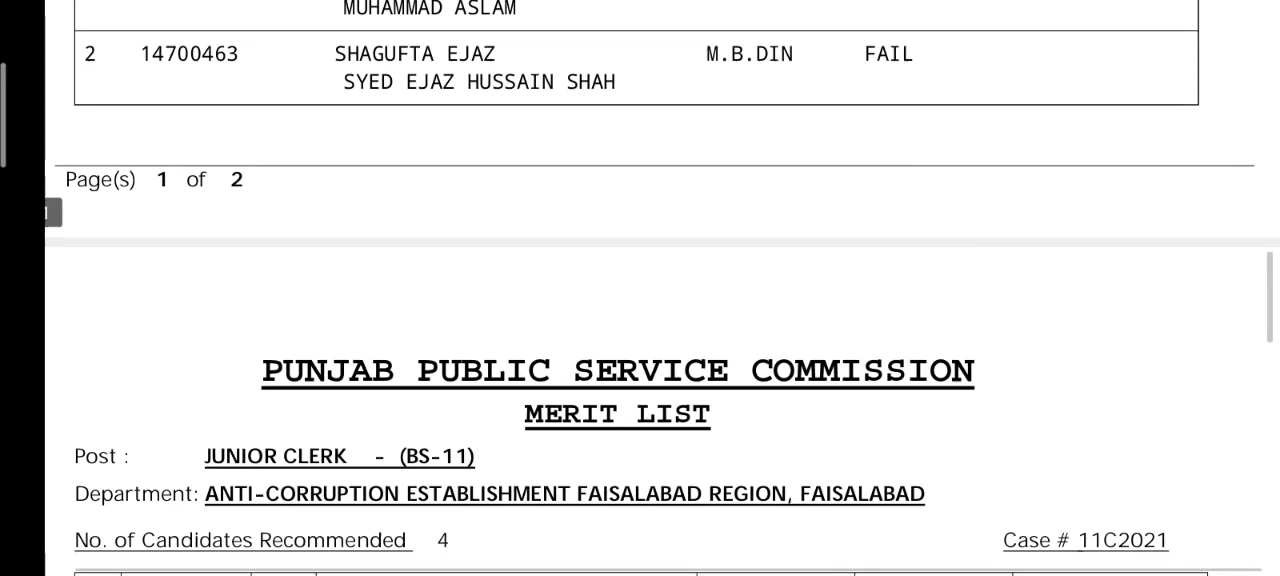 MUHAMMAD ASLAM
2 14700463 SHAGUFTA EJAZ M.B.DIN FAIL
SYED EJAZ HUSSAIN SHAH
Page(s) 1 of 2
PUNJAB PUBLIC SERVICE COMMISSION
MERIT LIST
Post : JUNIOR CLERK - (BS-11)
Department: ANTI-CORRUPTION ESTABLISHMENT FAISALABAD REGION, FAISALABAD
No. of Candidates Recommended 4 Case # 11C2021